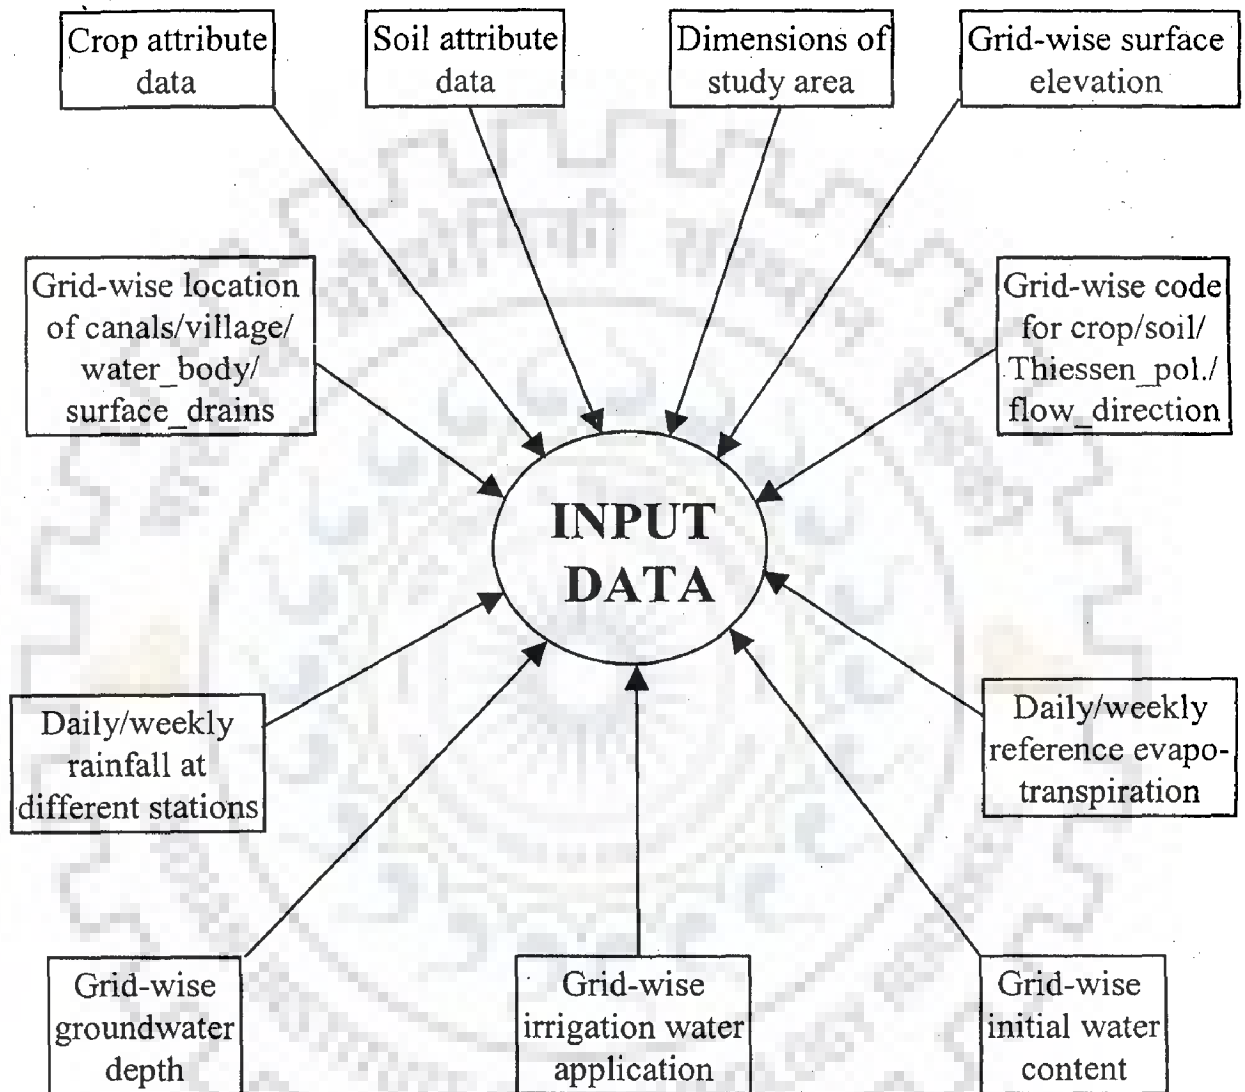 Crop attribute
data
Soil attribute
data
Dimensions of
study area
Grid-wise surface
elevation
Grid-wise location
of canals/village/
water_body/
surface_drains
Grid-wise code
for crop/soil/
Thiessen_pol./
flow_direction
INPUT
DATA
Daily/weekly
rainfall at
different stations
Daily/weekly
reference evapo-
transpiration
Grid-wise
groundwater
depth
Grid-wise
irrigation water
application
Grid-wise
initial water
content